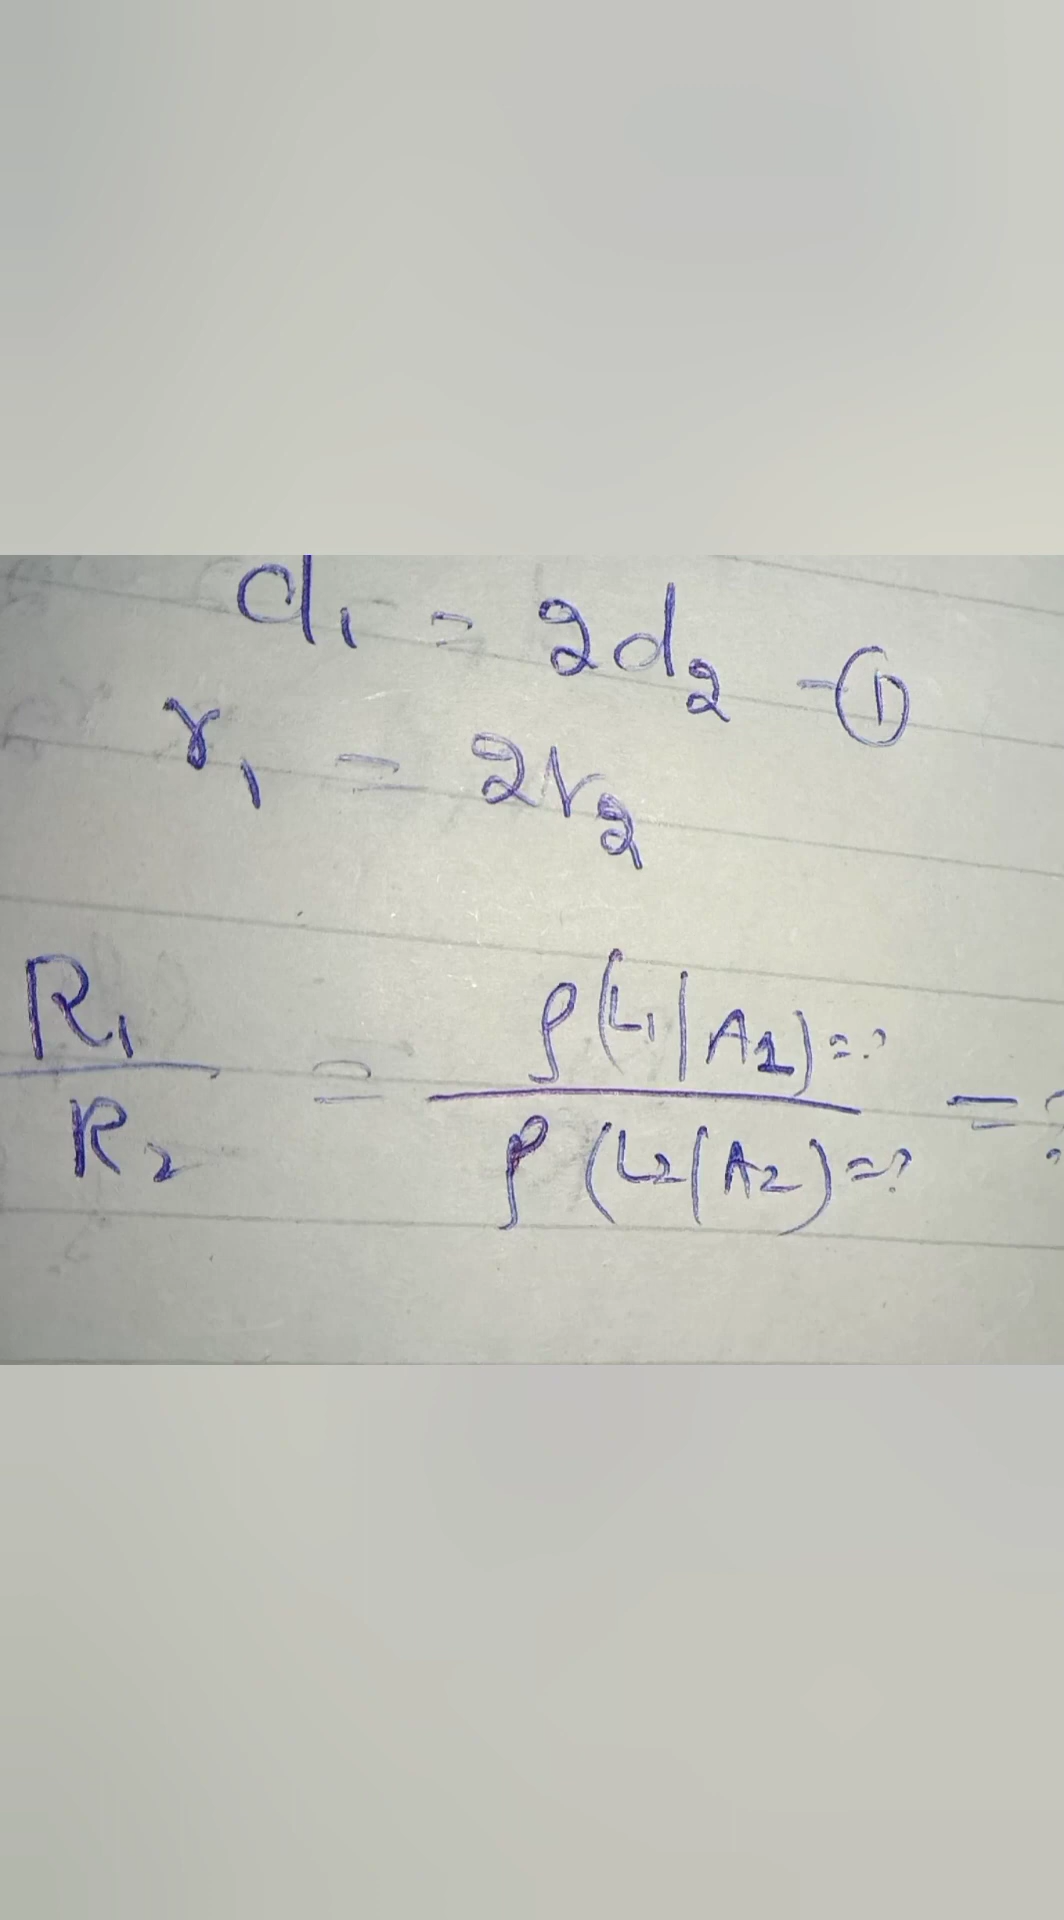 d₁ = 2d₂ - ①
r₁ = 2r₂
R₁ / R₂ = ρ(L₁/A₁)=? / ρ(L₂/A₂)=? = ?